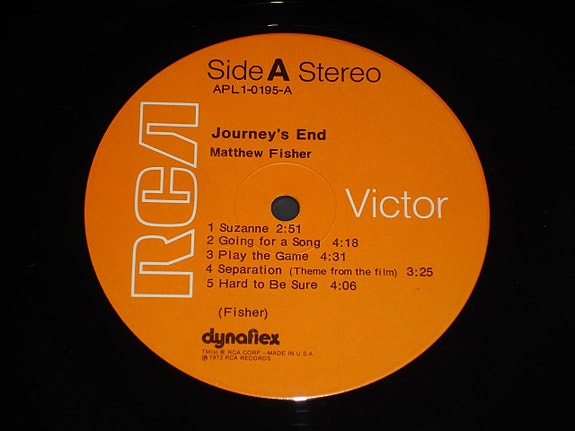 Side A Stereo
APL1-0195-A
RCA
Journey's End
Matthew Fisher
Victor
1 Suzanne 2:51
2 Going for a Song 4:18
3 Play the Game 4:31
4 Separation (Theme from the film) 3:25
5 Hard to Be Sure 4:06
(Fisher)
dynaflex
TM(s) ® RCA CORP.—MADE IN U.S.A.
℗ 1973 RCA RECORDS